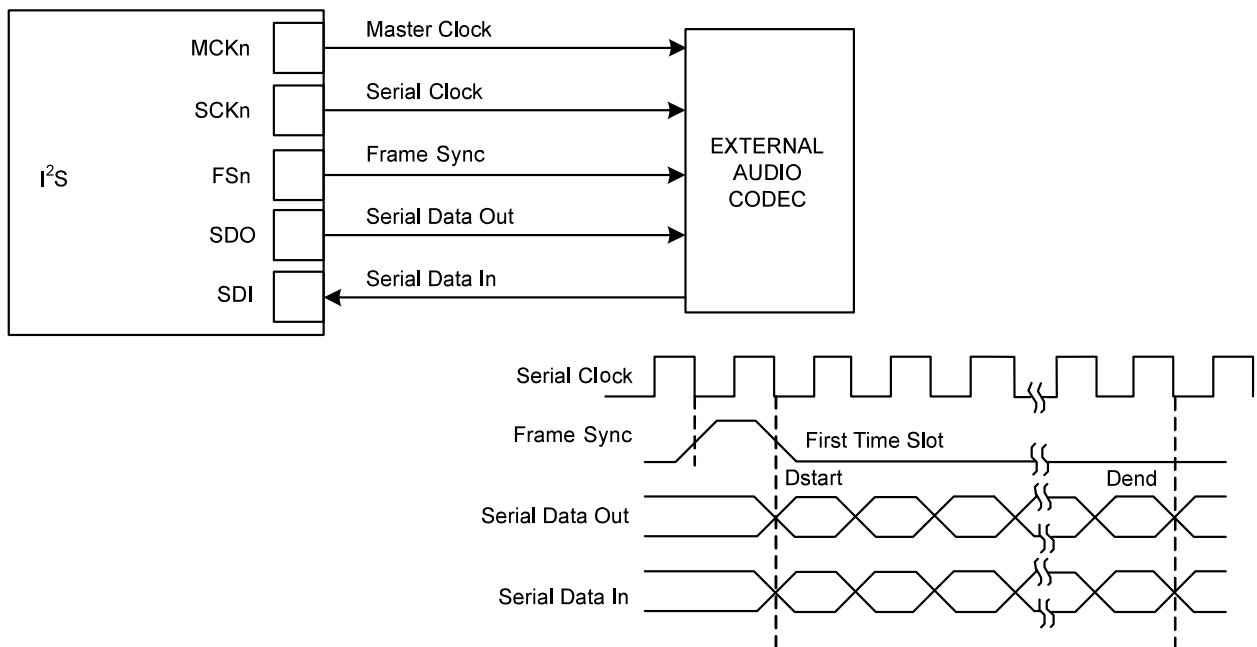 MCKn
Master Clock
SCKn
Serial Clock
I²S
FSn
Frame Sync
EXTERNAL
AUDIO
CODEC
SDO
Serial Data Out
SDI
Serial Data In
Serial Clock
Frame Sync
First Time Slot
Dstart
Dend
Serial Data Out
Serial Data In